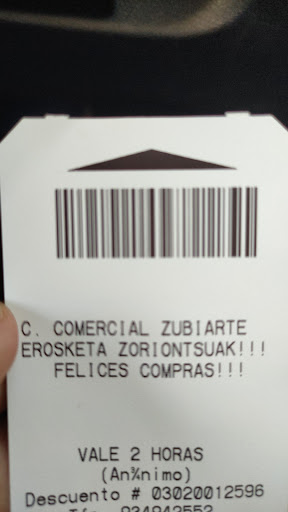 C. COMERCIAL ZUBIARTE
EROSKETA ZORIONTSUAK!!!
FELICES COMPRAS!!!
VALE 2 HORAS
(An¾nimo)
Descuento # 03020012596